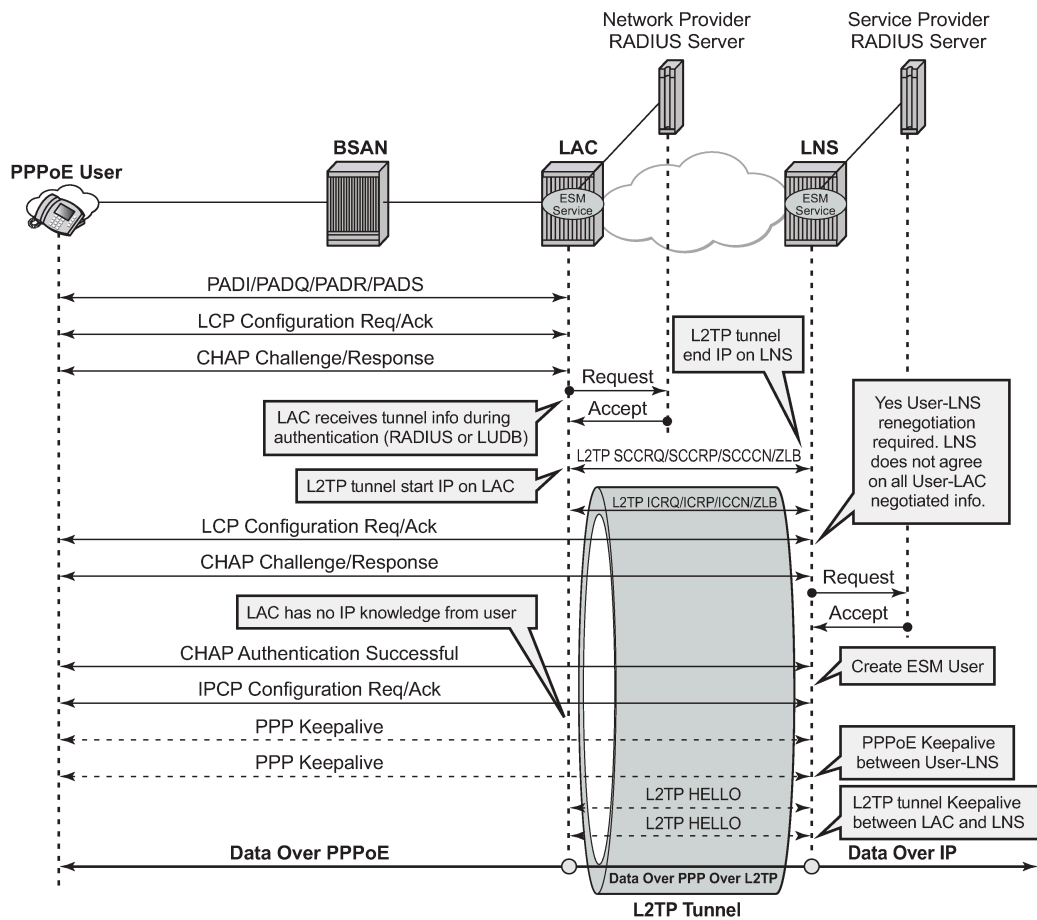 Network Provider
RADIUS Server
Service Provider
RADIUS Server
BSAN
LAC
LNS
PPPoE User
ESM
Service
ESM
Service
PADI/PADQ/PADR/PADS
LCP Configuration Req/Ack
L2TP tunnel
end IP on LNS
CHAP Challenge/Response
Request
LAC receives tunnel info during
authentication (RADIUS or LUDB)
Accept
Yes User-LNS
renegotiation
required. LNS
does not agree
on all User-LAC
negotiated info.
L2TP SCCRQ/SCCRP/SCCCN/ZLB
L2TP tunnel start IP on LAC
L2TP ICRQ/ICRP/ICCN/ZLB
LCP Configuration Req/Ack
CHAP Challenge/Response
Request
LAC has no IP knowledge from user
Accept
CHAP Authentication Successful
Create ESM User
IPCP Configuration Req/Ack
PPP Keepalive
PPP Keepalive
PPPoE Keepalive
between User-LNS
L2TP HELLO
L2TP HELLO
L2TP tunnel Keepalive
between LAC and LNS
Data Over PPPoE
Data Over IP
Data Over PPP Over L2TP
L2TP Tunnel